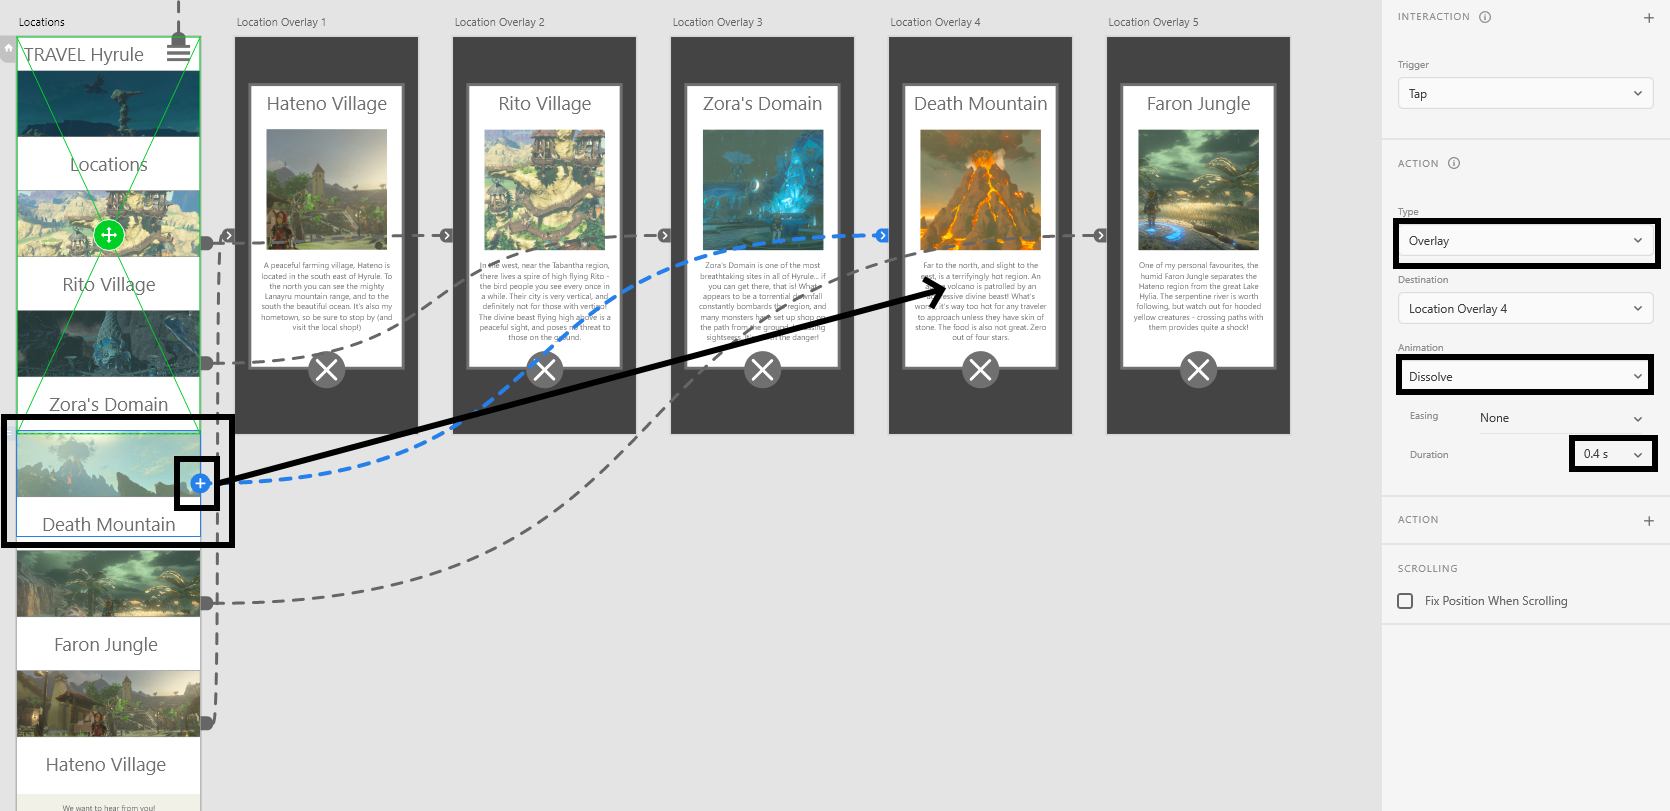 Locations
TRAVEL Hyrule
Locations
Rito Village
Zora's Domain
Death Mountain
Faron Jungle
Hateno Village
We want to hear from you!
Location Overlay 1
Hateno Village
A peaceful farming village, Hateno is
located in the south east of Hyrule. To
the north you can see the mighty
Lanayru mountain range, and to the
south the beautiful ocean. It's also my
hometown, so be sure to stop by (and
visit the local shop!)
Location Overlay 2
Rito Village
In the west, near the Tabantha region,
there lives a spire of high flying Rito -
the bird people you see every once in
a while. Their city is very vertical, and
definitely not for those with vertigo!
The divine beast flying high above is a
peaceful sight, and poses no threat to
those on the ground.
Location Overlay 3
Zora's Domain
Zora's Domain is one of the most
breathtaking sites in all of Hyrule... if
you can get there, that is! What
appears to be a torrential downfall
constantly bombards the region, and
many monsters have set up shop on
the path from the ground
sightseers the danger!
Location Overlay 4
Death Mountain
Far to the north, and slight to the
east, is a terrifyingly hot region. An
volcano is patrolled by an
divine beast! What's
worse, it's way too hot for any traveler
to approach unless they have skin of
stone. The food is also not great. Zero
out of four stars.
Location Overlay 5
Faron Jungle
One of my personal favourites, the
humid Faron Jungle separates the
Hateno region from the great Lake
Hylia. The serpentine river is worth
following, but watch out for hooded
yellow creatures - crossing paths with
them provides quite a shock!
INTERACTION
Trigger
Tap
ACTION
Type
Overlay
Destination
Location Overlay 4
Animation
Dissolve
Easing None
Duration 0.4 s
ACTION
SCROLLING
Fix Position When Scrolling